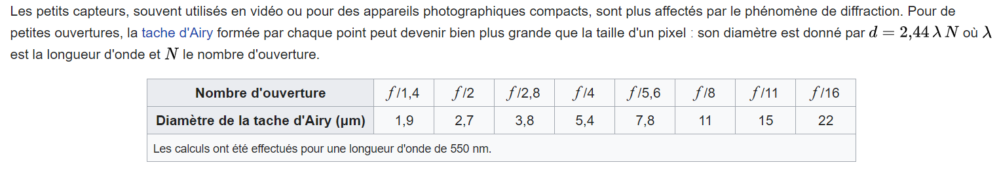 Les petits capteurs, souvent utilisés en vidéo ou pour des appareils photographiques compacts, sont plus affectés par le phénomène de diffraction. Pour de
petites ouvertures, la tache d'Airy formée par chaque point peut devenir bien plus grande que la taille d'un pixel : son diamètre est donné par d = 2,44 λ N où λ
est la longueur d'onde et N le nombre d'ouverture.
Nombre d'ouverture f/1,4 f/2 f/2,8 f/4 f/5,6 f/8 f/11 f/16
Diamètre de la tache d'Airy (µm) 1,9 2,7 3,8 5,4 7,8 11 15 22
Les calculs ont été effectués pour une longueur d'onde de 550 nm.